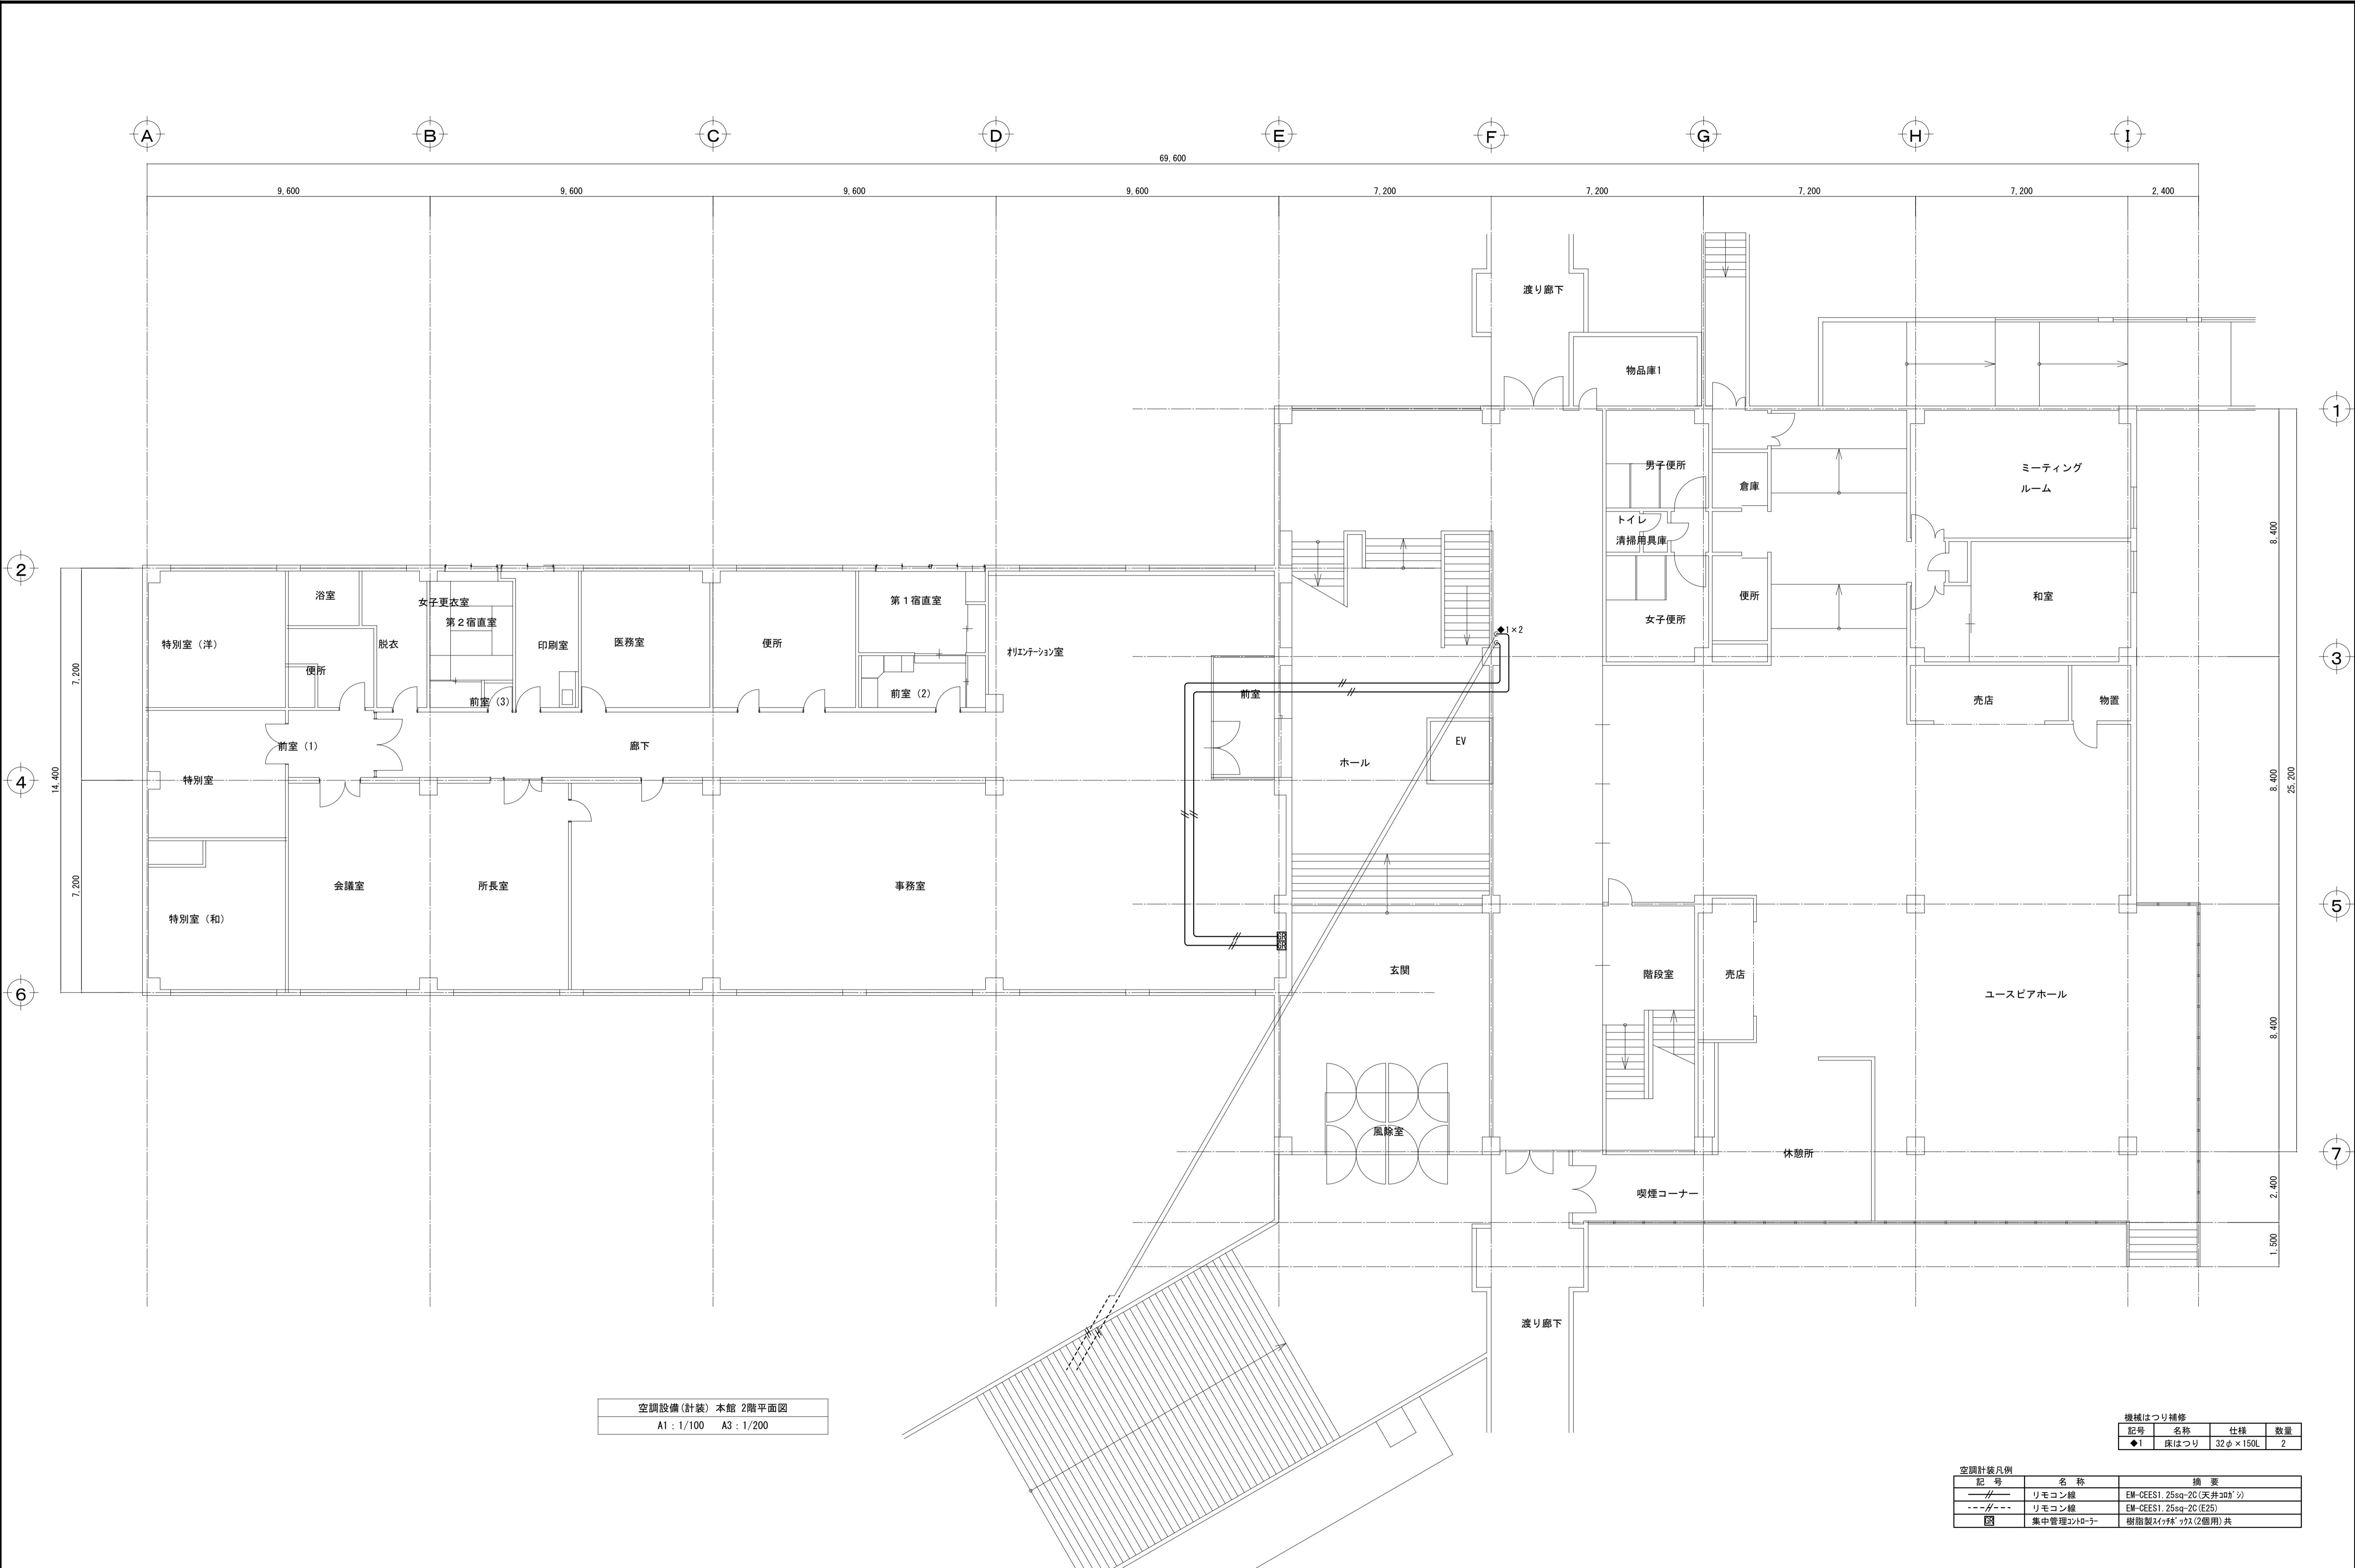 A B C D E F G H I
69,600
9,600 9,600 9,600 9,600 7,200 7,200 7,200 7,200 2,400
渡り廊下
物品庫1
1
男子便所
倉庫
ミーティング
ルーム
トイレ
清掃用具庫
8,400
2
浴室
女子更衣室
第2宿直室
第1宿直室
便所
和室
特別室(洋)
脱衣
印刷室
医務室
便所
オリエンテーション室
◆1×2
女子便所
3
便所
7,200
前室(3)
前室(2)
前室
売店
物置
前室(1)
廊下
EV
ホール
4
14,400
特別室
8,400
25,200
7,200
会議室
所長室
事務室
特別室(和)
5
CR
CR
玄関
階段室
売店
ユースピアホール
6
8,400
風除室
休憩所
7
喫煙コーナー
2,400
1,500
渡り廊下
空調設備(計装) 本館 2階平面図
A1:1/100 A3:1/200
機械はつり補修
記号 名称 仕様 数量
◆1 床はつり 32φ×150L 2
空調計装凡例
記 号 名 称 摘 要
リモコン線 EM-CEES1.25sq-2C(天井コロガシ)
リモコン線 EM-CEES1.25sq-2C(E25)
CR 集中管理コントローラー 樹脂製スイッチボックス(2個用)共